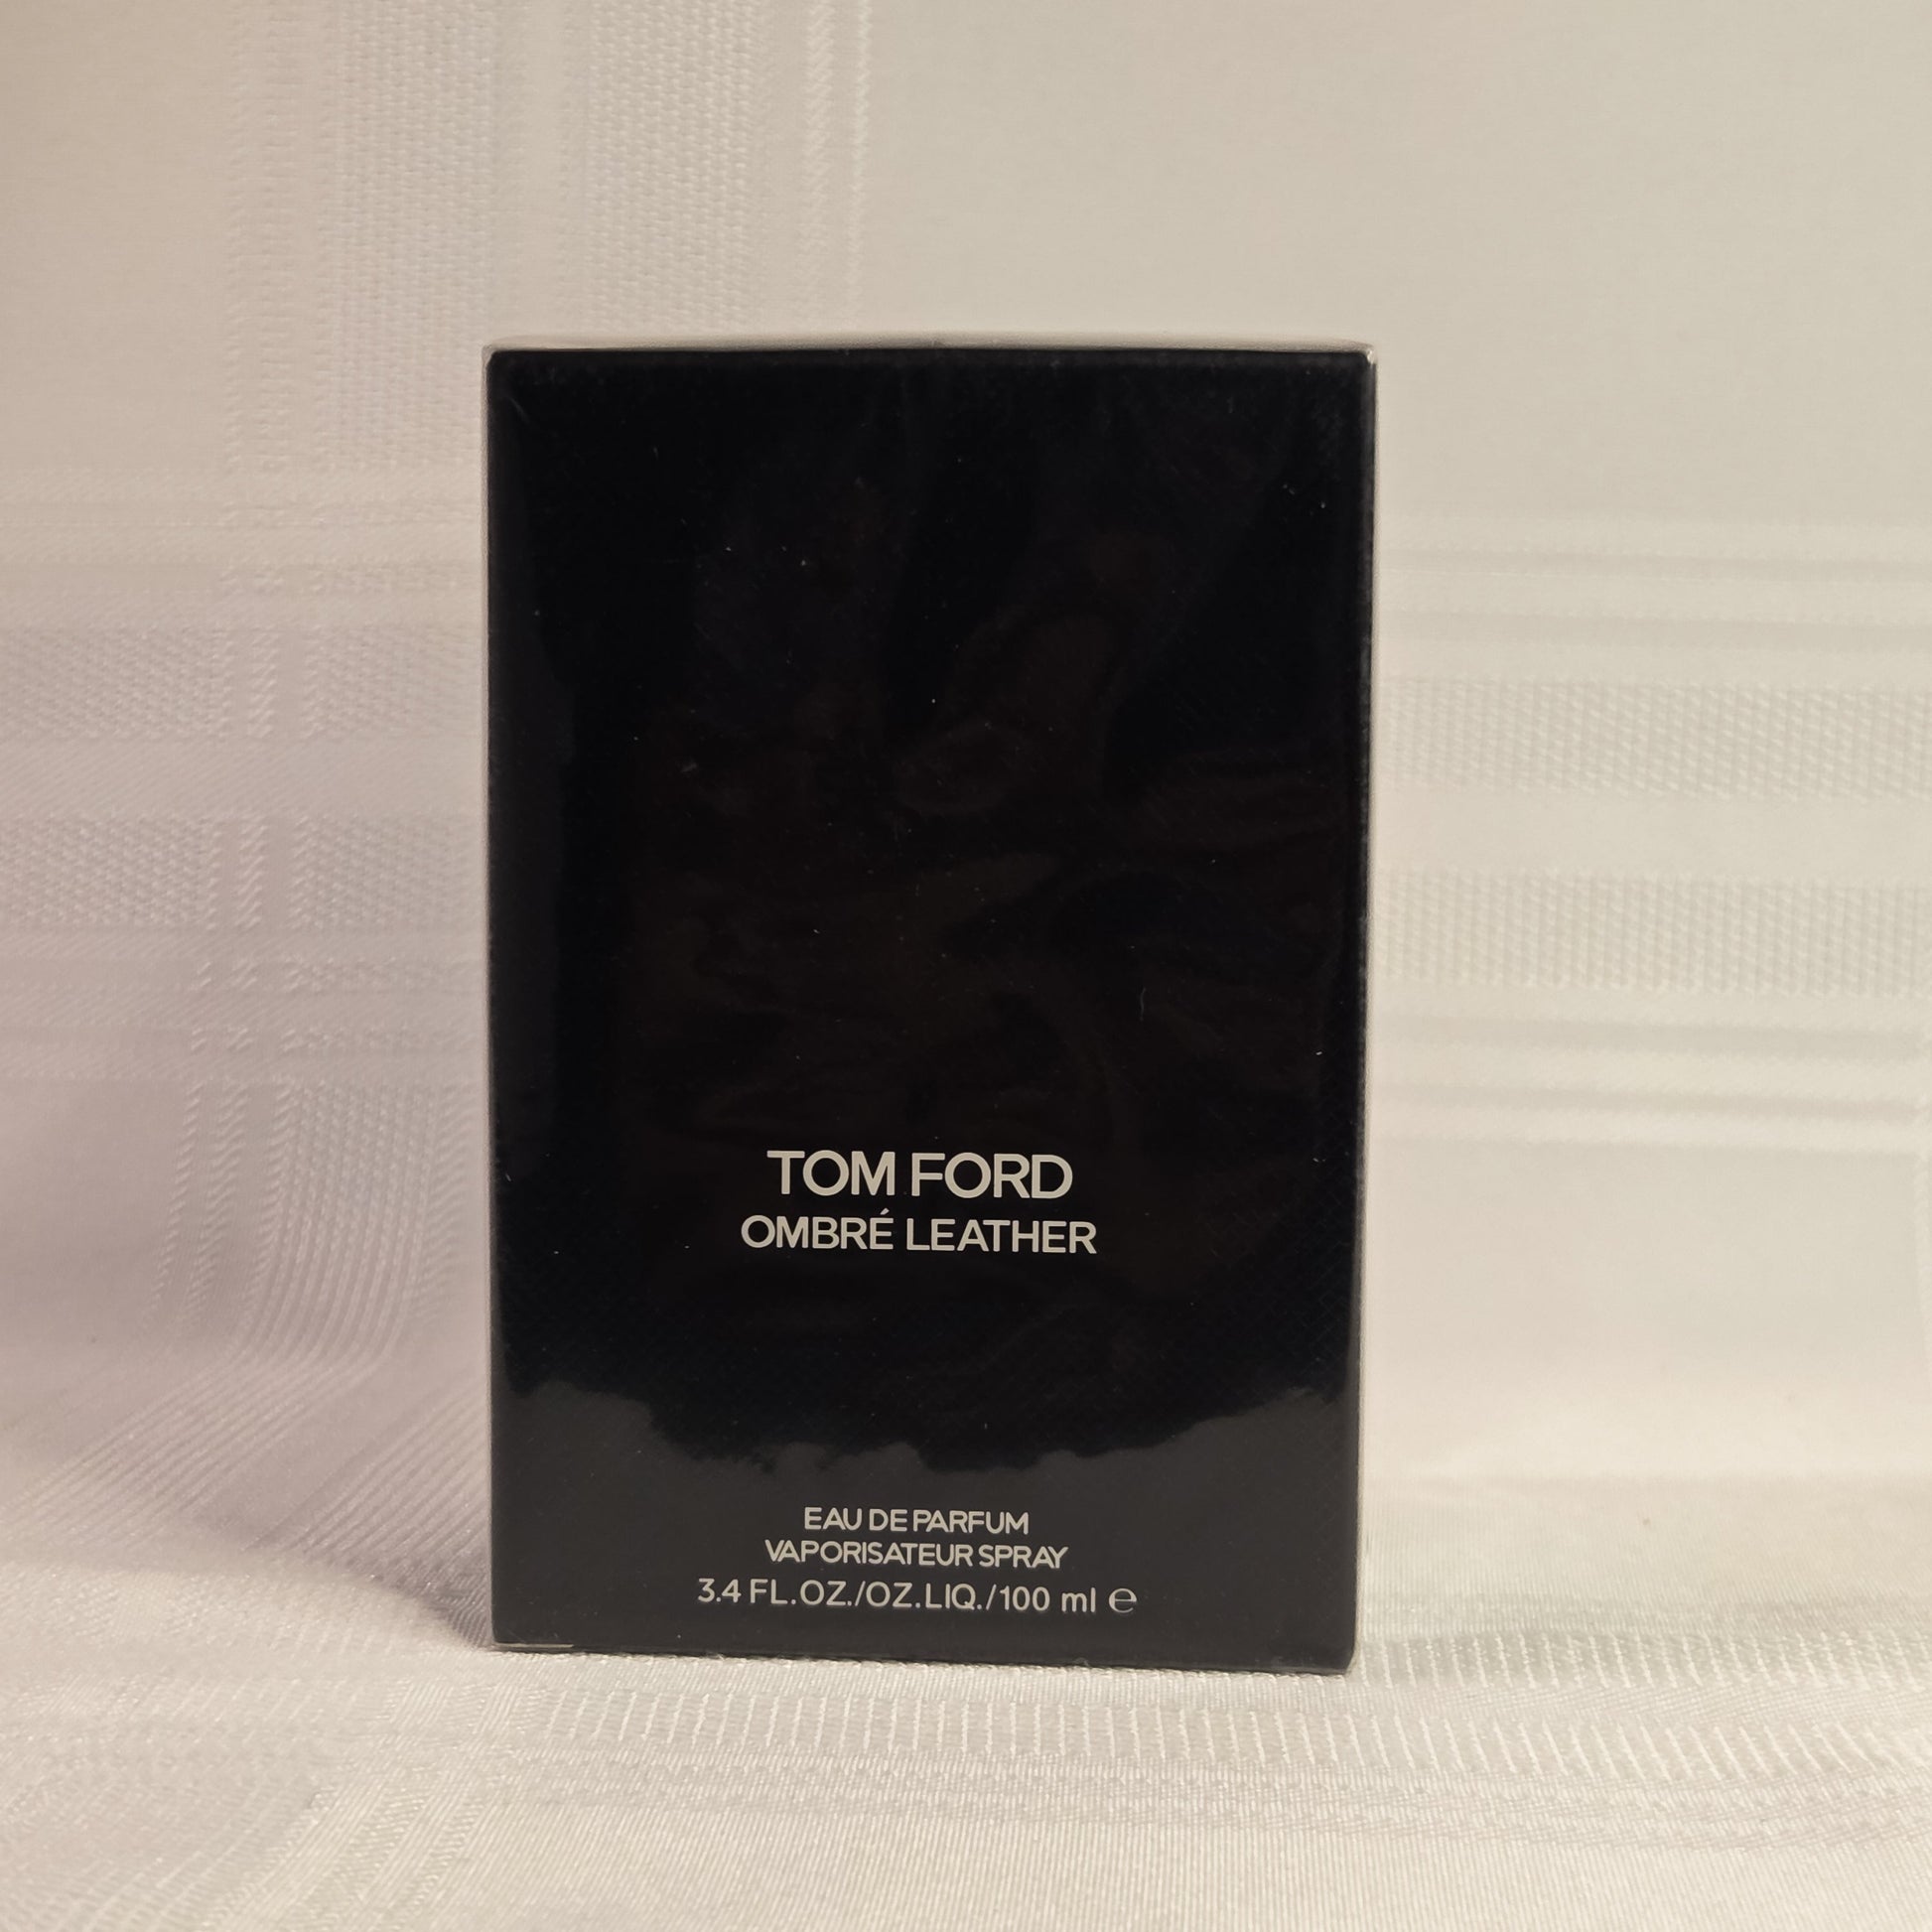 TOM FORD
OMBRÉ LEATHER
EAU DE PARFUM
VAPORISATEUR SPRAY
3.4 FL.OZ./OZ.LIQ./100 ml ℮